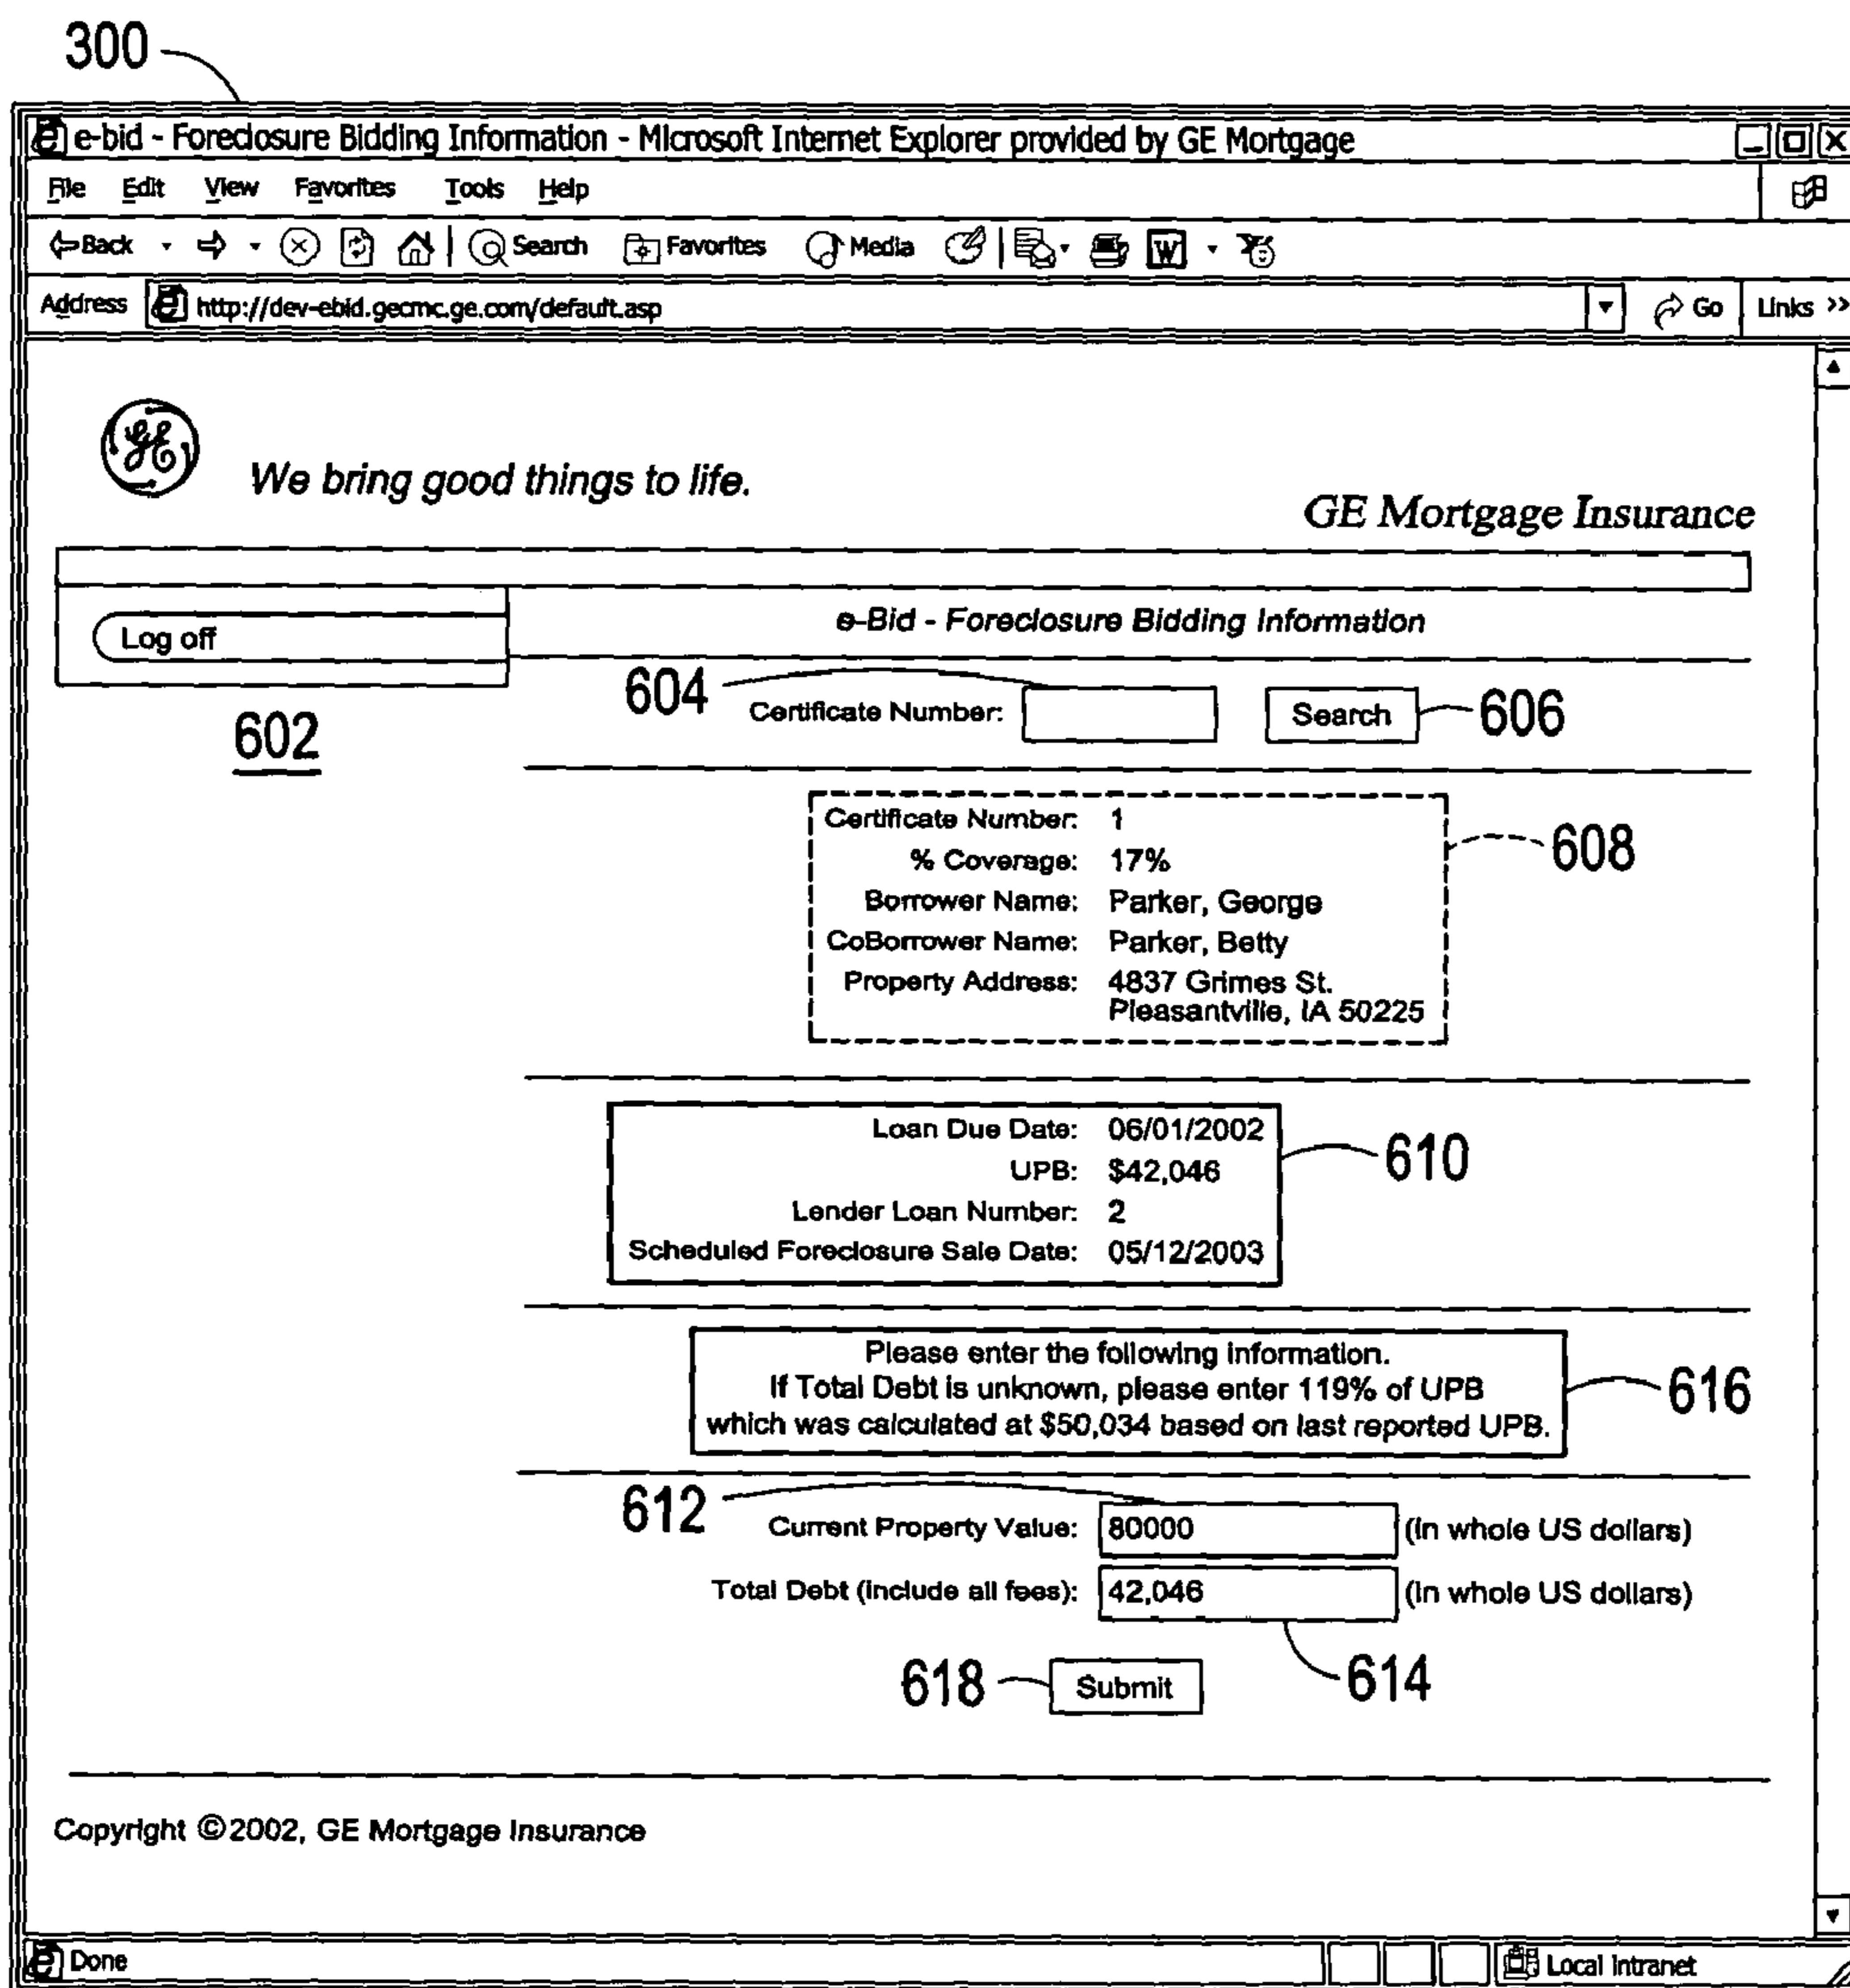 300
e-bid - Foreclosure Bidding Information - Microsoft Internet Explorer provided by GE Mortgage
File Edit View Favorites Tools Help
Back Search Favorites Media W
Address http://dev-ebid.gecmc.ge.com/default.asp Go Links >>
GE
We bring good things to life.
GE Mortgage Insurance
e-Bid - Foreclosure Bidding Information
Log off
602
604 Certificate Number: Search 606
Certificate Number: 1
% Coverage: 17%
608
Borrower Name: Parker, George
CoBorrower Name: Parker, Betty
Property Address: 4837 Grimes St.
Pleasantville, IA 50225
Loan Due Date: 06/01/2002
UPB: $42,046
610
Lender Loan Number: 2
Scheduled Foreclosure Sale Date: 05/12/2003
Please enter the following information.
If Total Debt is unknown, please enter 119% of UPB
616
which was calculated at $50,034 based on last reported UPB.
612 Current Property Value: 80000 (in whole US dollars)
Total Debt (include all fees): 42,046 (in whole US dollars)
618 Submit 614
Copyright ©2002, GE Mortgage Insurance
Done Local intranet